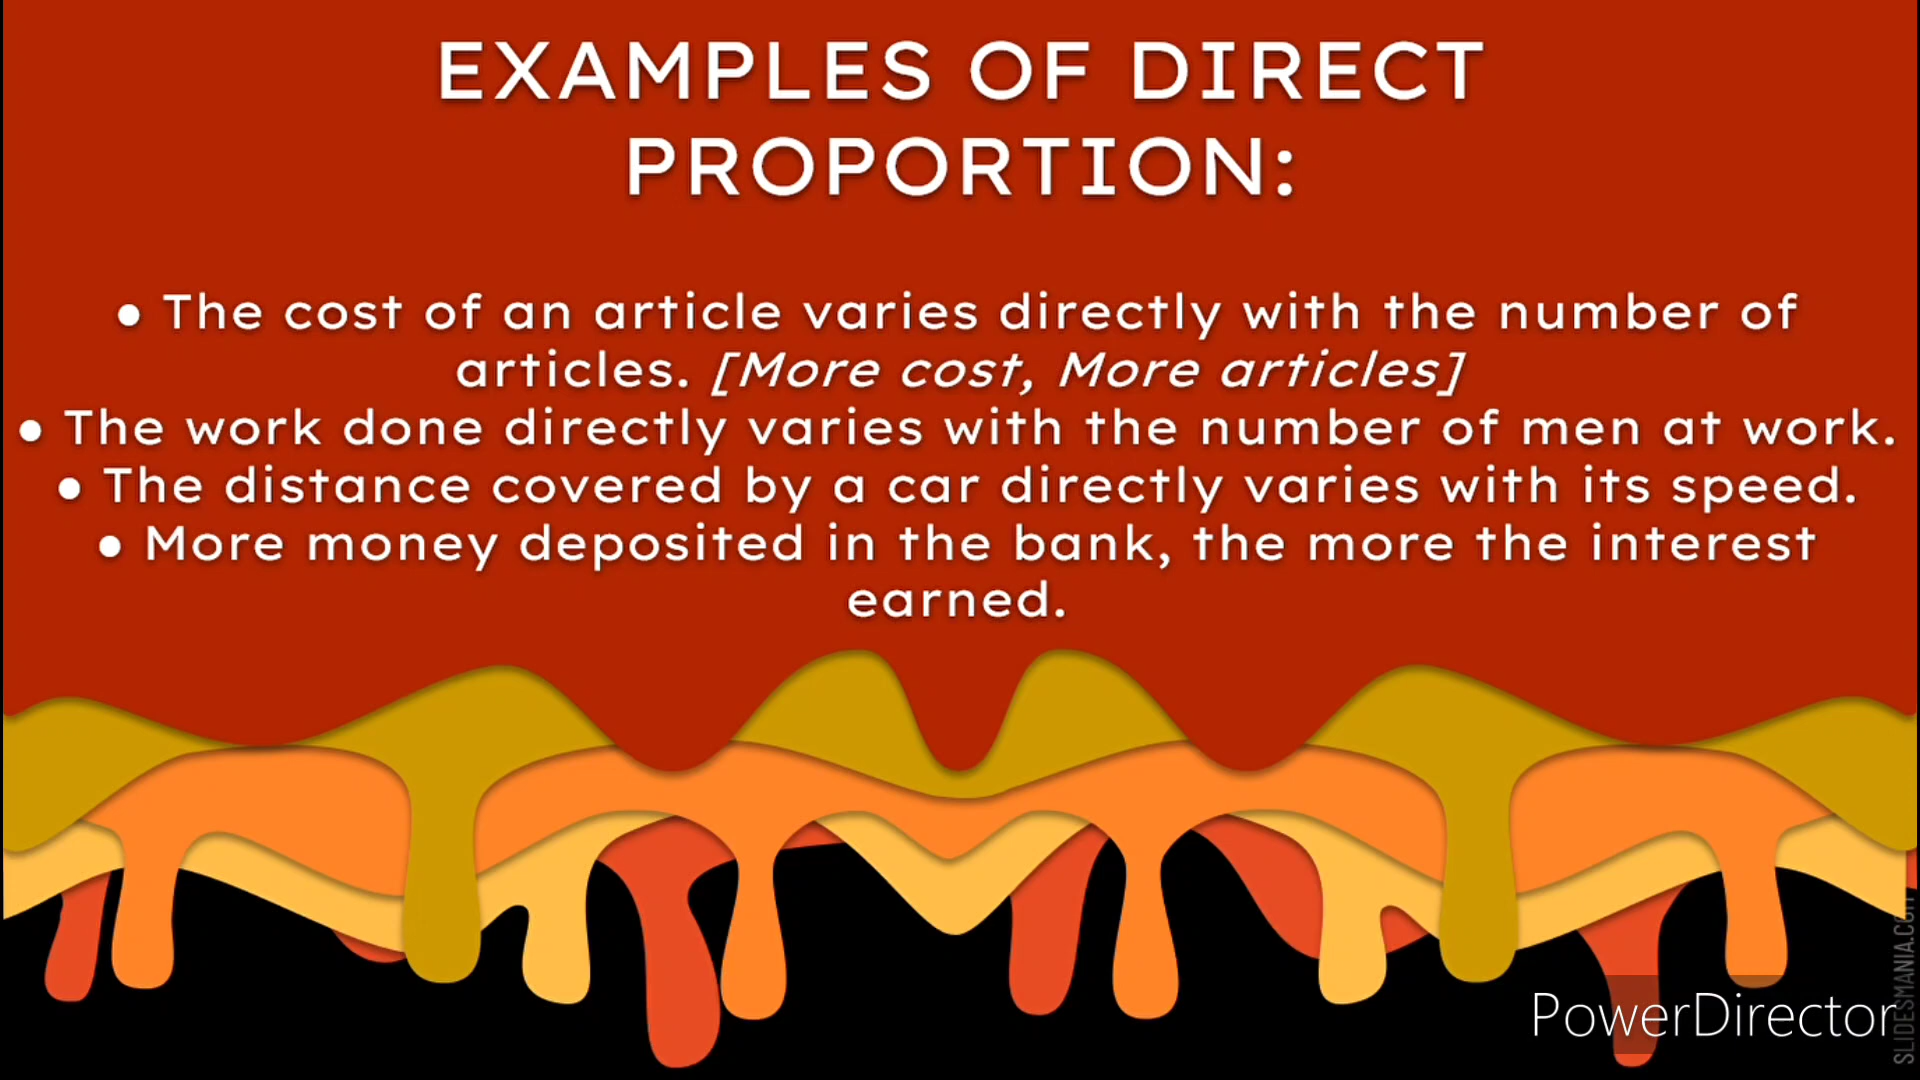 EXAMPLES OF DIRECT
PROPORTION:
● The cost of an article varies directly with the number of
articles. [More cost, More articles]
● The work done directly varies with the number of men at work.
● The distance covered by a car directly varies with its speed.
● More money deposited in the bank, the more the interest
earned.
PowerDirector
SLIDESMANIA.COM